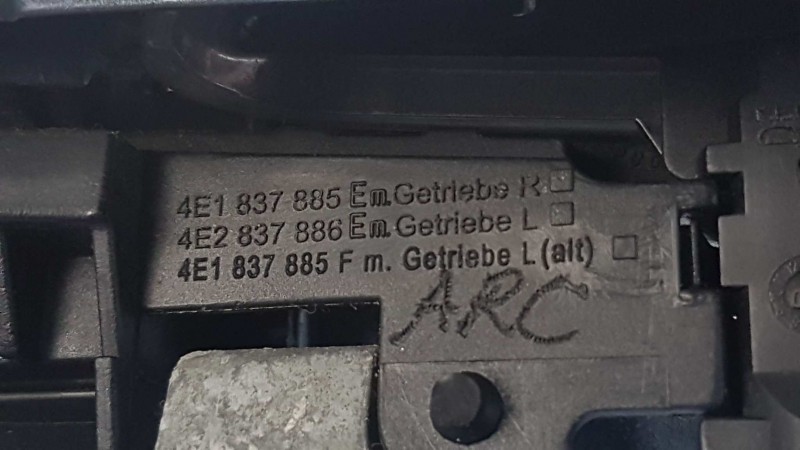 4E1 837 885 E m. Getriebe R
4E2 837 886 E m. Getriebe L
4E1 837 885 F m. Getriebe L (alt)
ARC